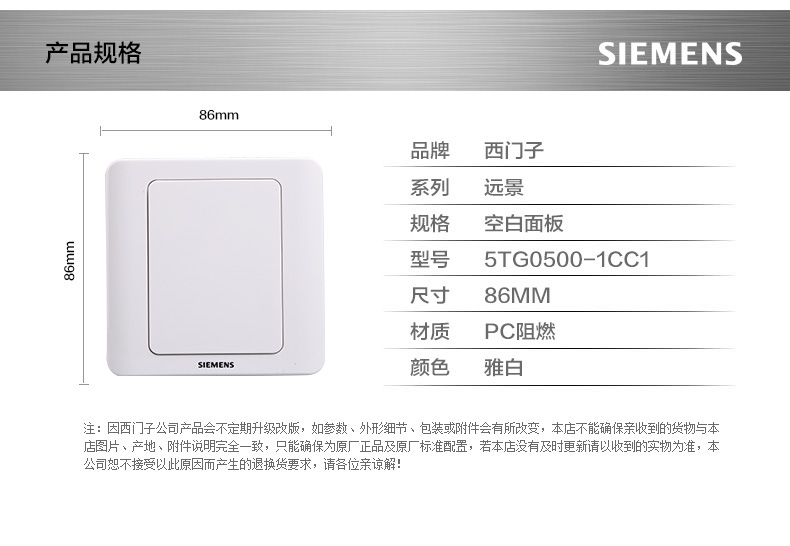 产品规格
SIEMENS
86mm
86mm
SIEMENS
品牌 西门子
系列 远景
规格 空白面板
型号 5TG0500-1CC1
尺寸 86MM
材质 PC阻燃
颜色 雅白
注：因西门子公司产品会不定期升级改版，如参数、外形细节、包装或附件会有所改变，本店不能确保亲收到的货物与本
店图片、产地、附件说明完全一致，只能确保为原厂正品及原厂标准配置，若本店没有及时更新请以收到的实物为准，本
公司恕不接受以此原因而产生的退换货要求，请各位亲谅解！